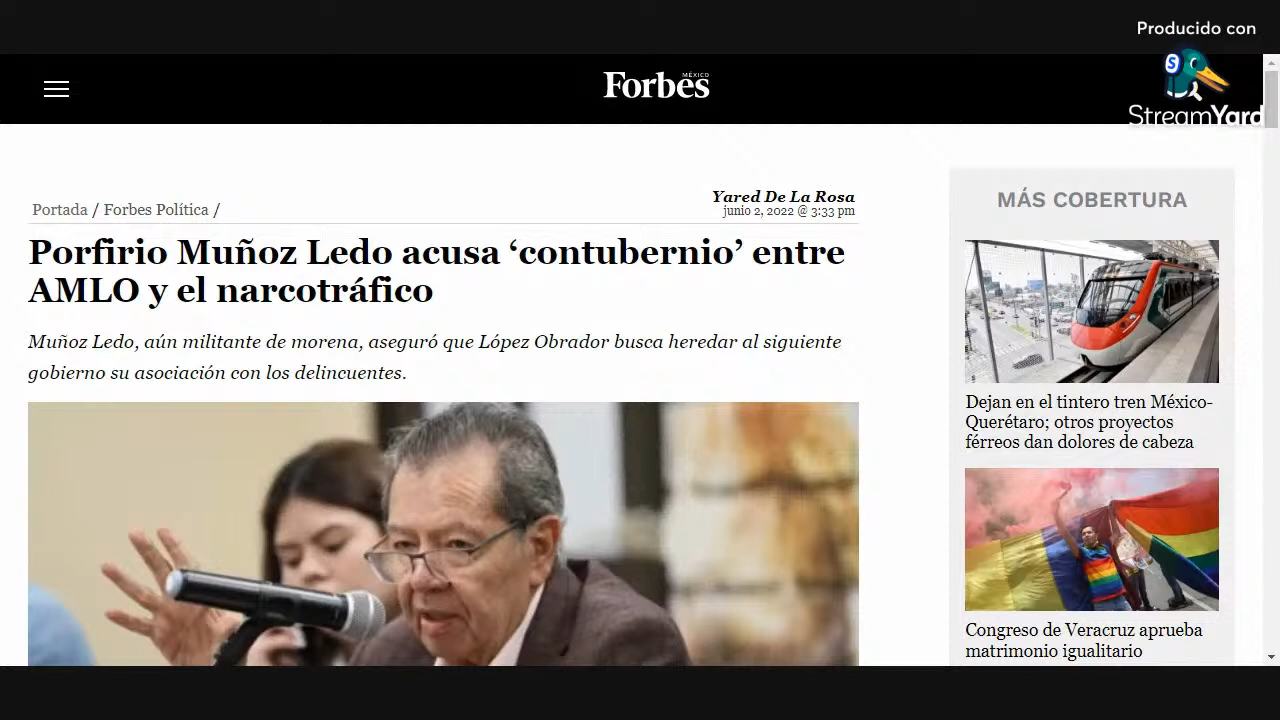 Producido con
StreamYard
Forbes
MÉXICO
Portada / Forbes Política /
Yared De La Rosa
junio 2, 2022 @ 3:33 pm
Porfirio Muñoz Ledo acusa ‘contubernio’ entre
AMLO y el narcotráfico
Muñoz Ledo, aún militante de morena, aseguró que López Obrador busca heredar al siguiente
gobierno su asociación con los delincuentes.
MÁS COBERTURA
Dejan en el tintero tren México-
Querétaro; otros proyectos
férreos dan dolores de cabeza
Congreso de Veracruz aprueba
matrimonio igualitario